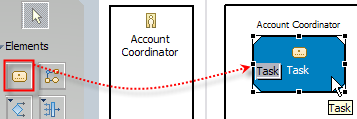 Elements
Account
Coordinator
Account Coordinator
Task
Task
Task